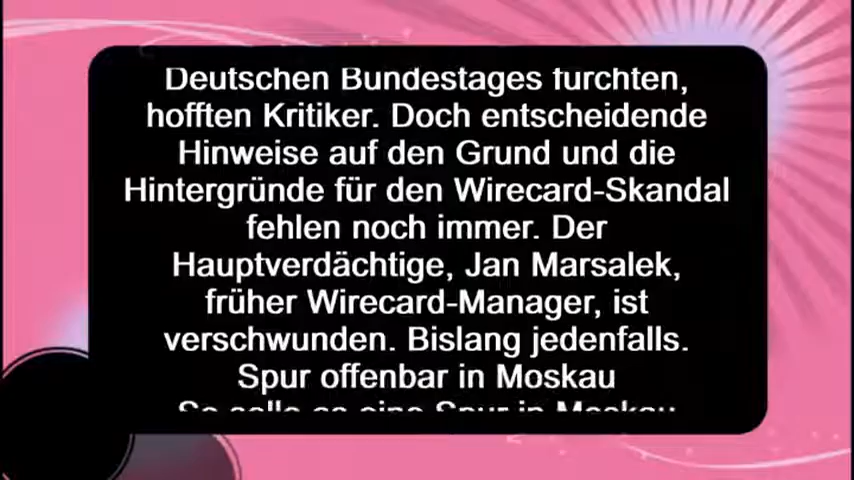 Deutschen Bundestages furchten,
hofften Kritiker. Doch entscheidende
Hinweise auf den Grund und die
Hintergründe für den Wirecard-Skandal
fehlen noch immer. Der
Hauptverdächtige, Jan Marsalek,
früher Wirecard-Manager, ist
verschwunden. Bislang jedenfalls.
Spur offenbar in Moskau